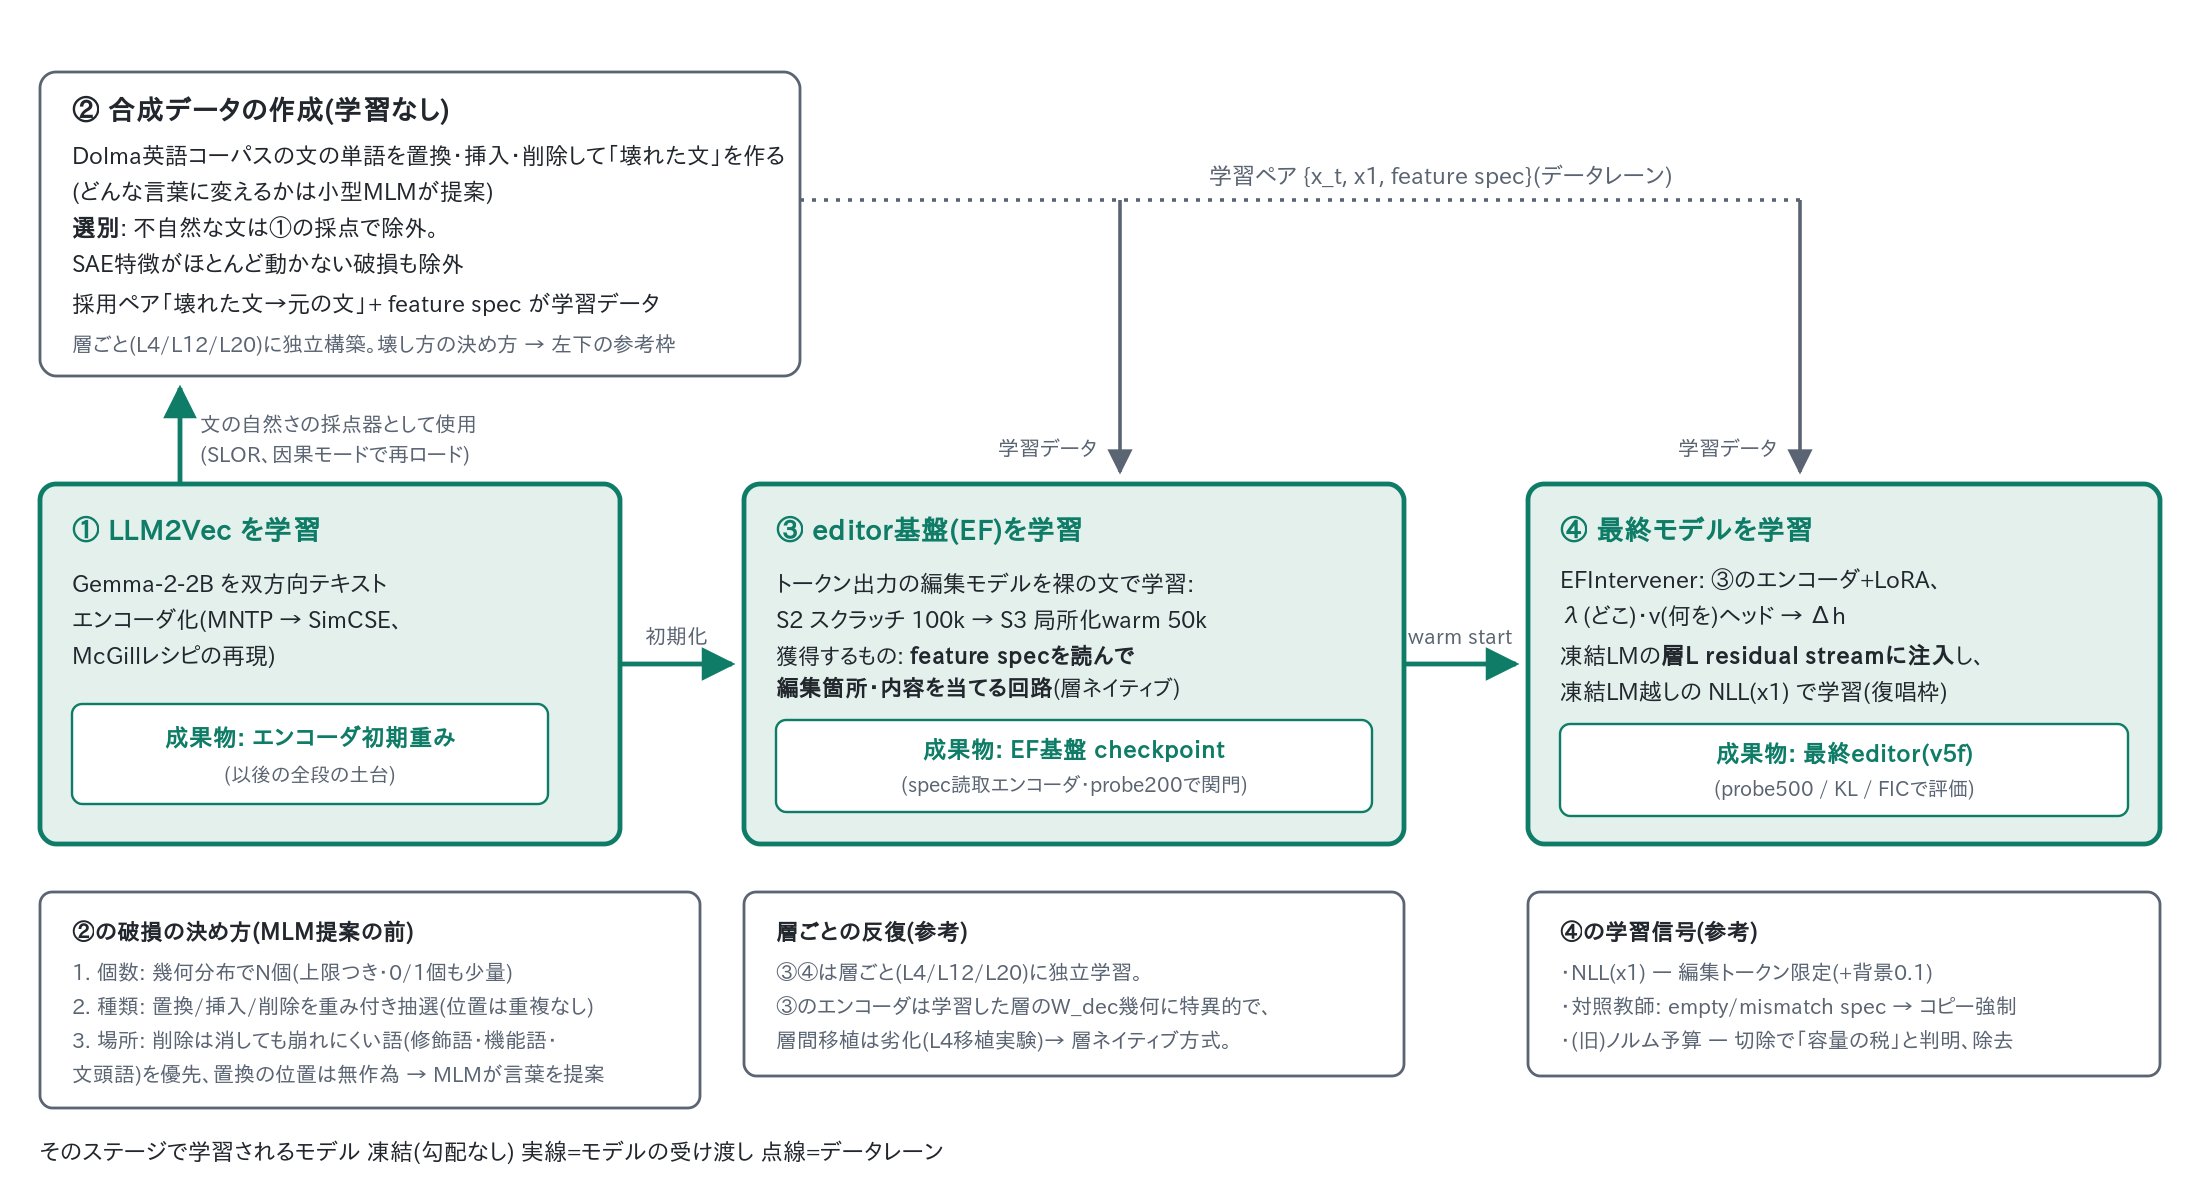 ② 合成データの作成(学習なし)
Dolma英語コーパスの文の単語を置換・挿入・削除して「壊れた文」を作る
(どんな言葉に変えるかは小型MLMが提案)
選別: 不自然な文は①の採点で除外。
SAE特徴がほとんど動かない破損も除外
採用ペア「壊れた文→元の文」+ feature spec が学習データ
層ごと(L4/L12/L20)に独立構築。壊し方の決め方 → 左下の参考枠
学習ペア {x_t, x1, feature spec}(データレーン)
文の自然さの採点器として使用
(SLOR、因果モードで再ロード)
学習データ
学習データ
① LLM2Vec を学習
Gemma-2-2B を双方向テキスト
エンコーダ化(MNTP → SimCSE、
McGillレシピの再現)
成果物: エンコーダ初期重み
(以後の全段の土台)
初期化
③ editor基盤(EF)を学習
トークン出力の編集モデルを裸の文で学習:
S2 スクラッチ 100k → S3 局所化warm 50k
獲得するもの: feature specを読んで
編集箇所・内容を当てる回路(層ネイティブ)
成果物: EF基盤 checkpoint
(spec読取エンコーダ・probe200で関門)
warm start
④ 最終モデルを学習
EFIntervener: ③のエンコーダ+LoRA、
λ(どこ)・v(何を)ヘッド → Δh
凍結LMの層L residual streamに注入し、
凍結LM越しの NLL(x1) で学習(復唱枠)
成果物: 最終editor(v5f)
(probe500 / KL / FICで評価)
②の破損の決め方(MLM提案の前)
1. 個数: 幾何分布でN個(上限つき・0/1個も少量)
2. 種類: 置換/挿入/削除を重み付き抽選(位置は重複なし)
3. 場所: 削除は消しても崩れにくい語(修飾語・機能語・
文頭語)を優先、置換の位置は無作為 → MLMが言葉を提案
層ごとの反復(参考)
③④は層ごと(L4/L12/L20)に独立学習。
③のエンコーダは学習した層のW_dec幾何に特異的で、
層間移植は劣化(L4移植実験)→ 層ネイティブ方式。
④の学習信号(参考)
・NLL(x1) — 編集トークン限定(+背景0.1)
・対照教師: empty/mismatch spec → コピー強制
・(旧)ノルム予算 — 切除で「容量の税」と判明、除去
そのステージで学習されるモデル 凍結(勾配なし) 実線=モデルの受け渡し 点線=データレーン